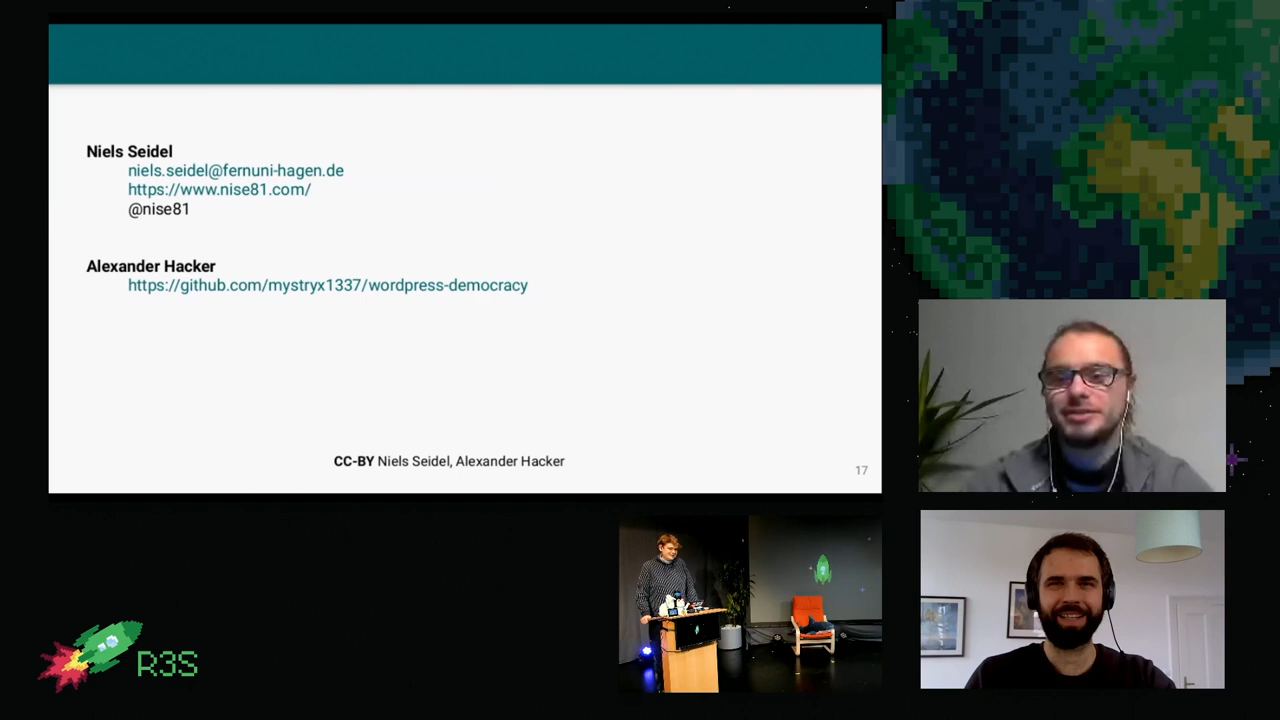 Niels Seidel
niels.seidel@fernuni-hagen.de
https://www.nise81.com/
@nise81
Alexander Hacker
https://github.com/mystryx1337/wordpress-democracy
CC-BY Niels Seidel, Alexander Hacker
17
R3S